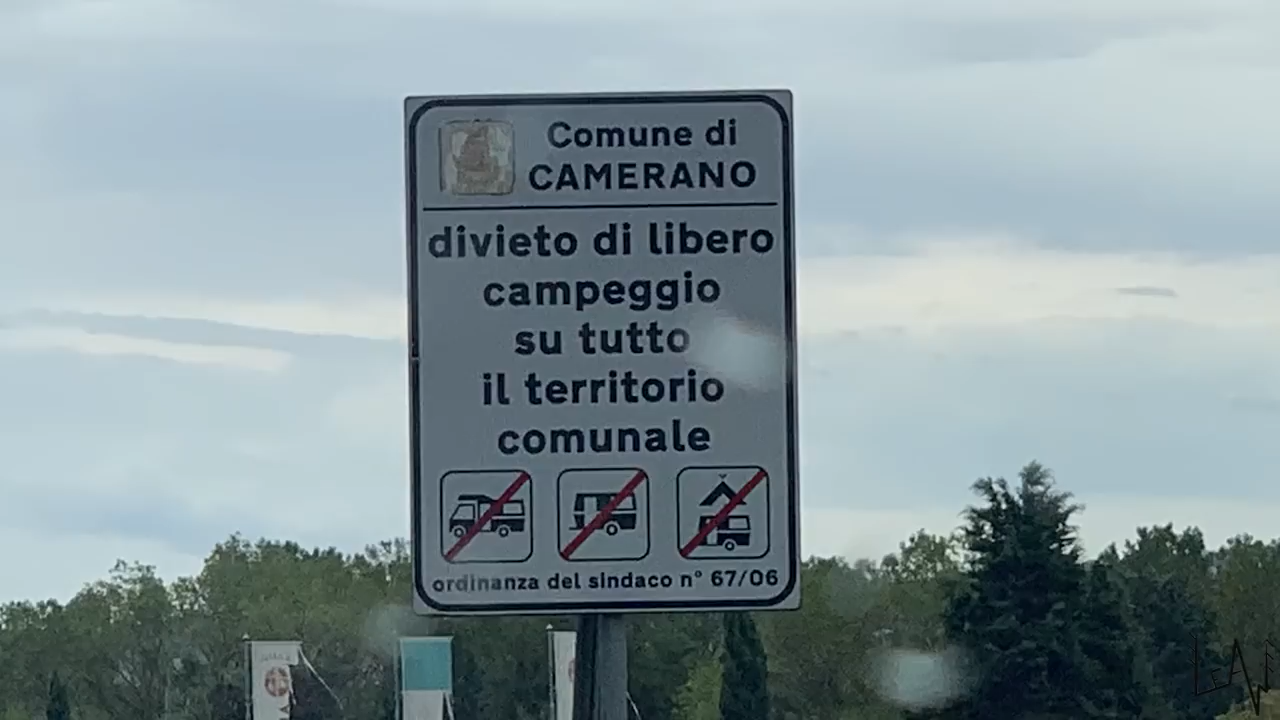 Comune di
CAMERANO
divieto di libero
campeggio
su tutto
il territorio
comunale
ordinanza del sindaco n° 67/06